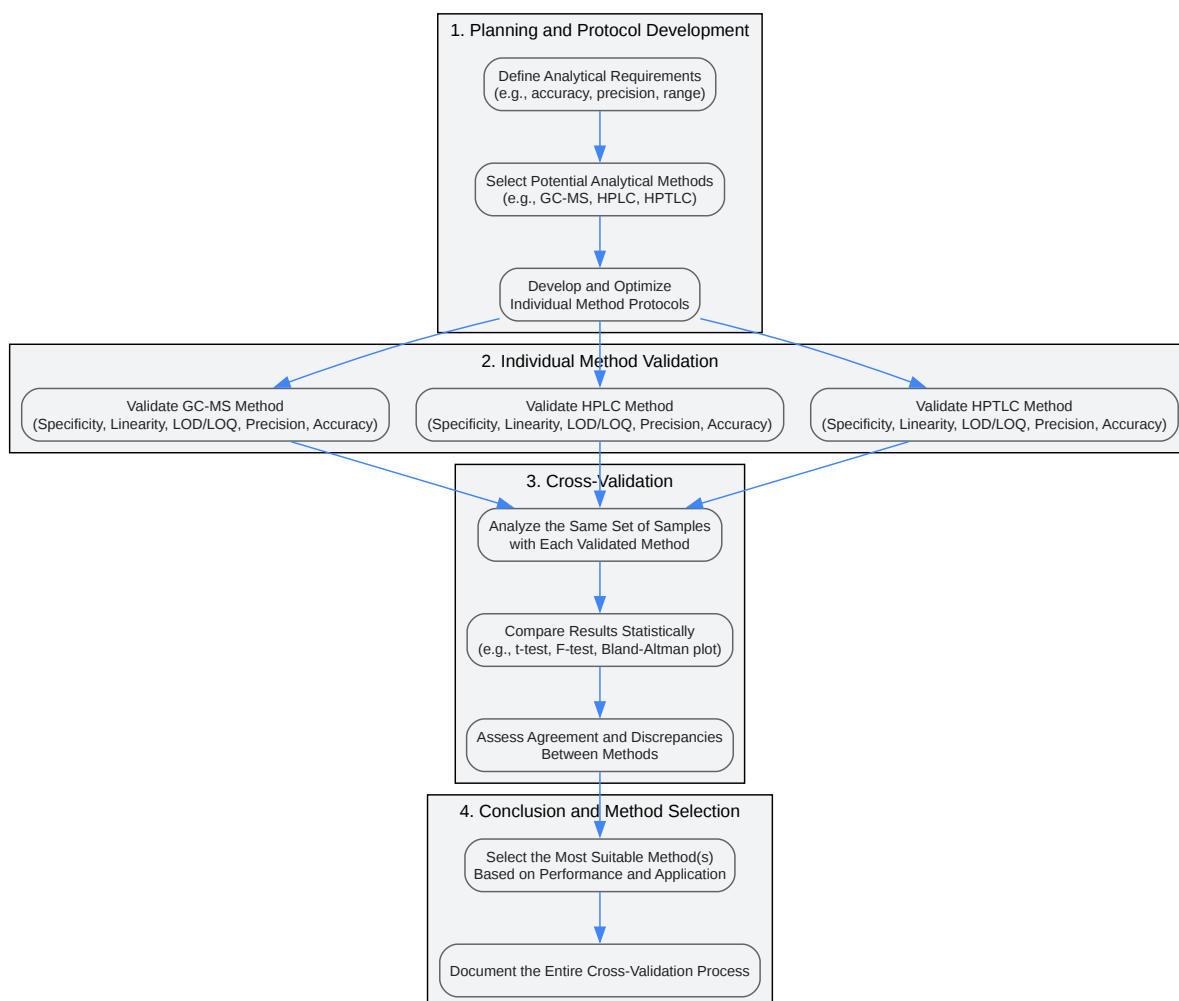 1. Planning and Protocol Development
Define Analytical Requirements
(e.g., accuracy, precision, range)
Select Potential Analytical Methods
(e.g., GC-MS, HPLC, HPTLC)
Develop and Optimize
Individual Method Protocols
2. Individual Method Validation
Validate GC-MS Method
(Specificity, Linearity, LOD/LOQ, Precision, Accuracy)
Validate HPLC Method
(Specificity, Linearity, LOD/LOQ, Precision, Accuracy)
Validate HPTLC Method
(Specificity, Linearity, LOD/LOQ, Precision, Accuracy)
3. Cross-Validation
Analyze the Same Set of Samples
with Each Validated Method
Compare Results Statistically
(e.g., t-test, F-test, Bland-Altman plot)
Assess Agreement and Discrepancies
Between Methods
4. Conclusion and Method Selection
Select the Most Suitable Method(s)
Based on Performance and Application
Document the Entire Cross-Validation Process